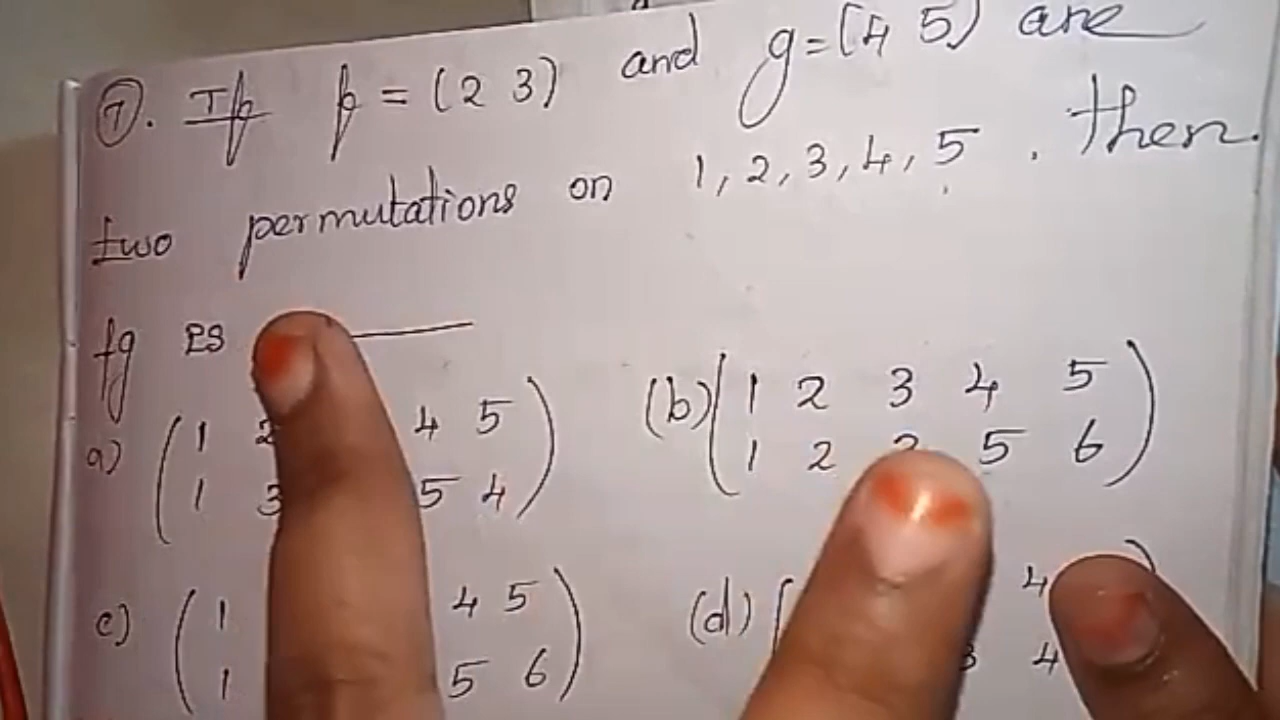 7. If f = (2 3) and g = (4 5) are
two permutations on 1, 2, 3, 4, 5 . Then
fg is
a) ( 1 2 4 5 )
( 1 3 5 4 )
(b) ( 1 2 3 4 5 )
( 1 2 5 6 )
c) ( 1 4 5 )
( 1 5 6 )
(d) ( 4 )
3 4